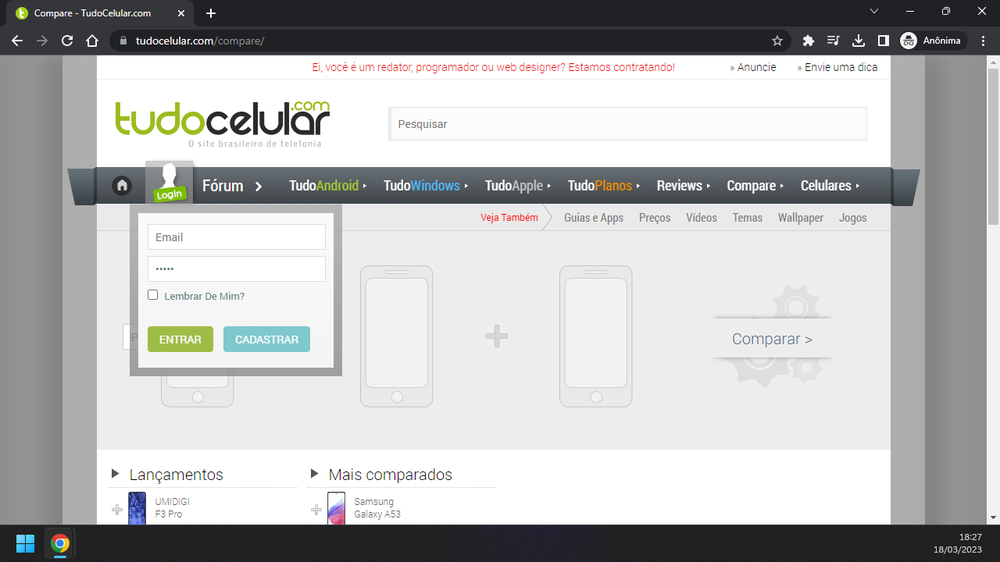 Compare - TudoCelular.com
tudocelular.com/compare/
Anônima
Ei, você é um redator, programador ou web designer? Estamos contratando!
» Anuncie
» Envie uma dica
tudocelular.com
O site brasileiro de telefonia
Pesquisar
Login
Fórum
TudoAndroid
TudoWindows
TudoApple
TudoPlanos
Reviews
Compare
Celulares
Veja Também
Guias e Apps
Preços
Vídeos
Temas
Wallpaper
Jogos
Email
•••••
Lembrar De Mim?
ENTRAR
CADASTRAR
Comparar >
Lançamentos
Mais comparados
UMIDIGI
F3 Pro
Samsung
Galaxy A53
18:27
18/03/2023